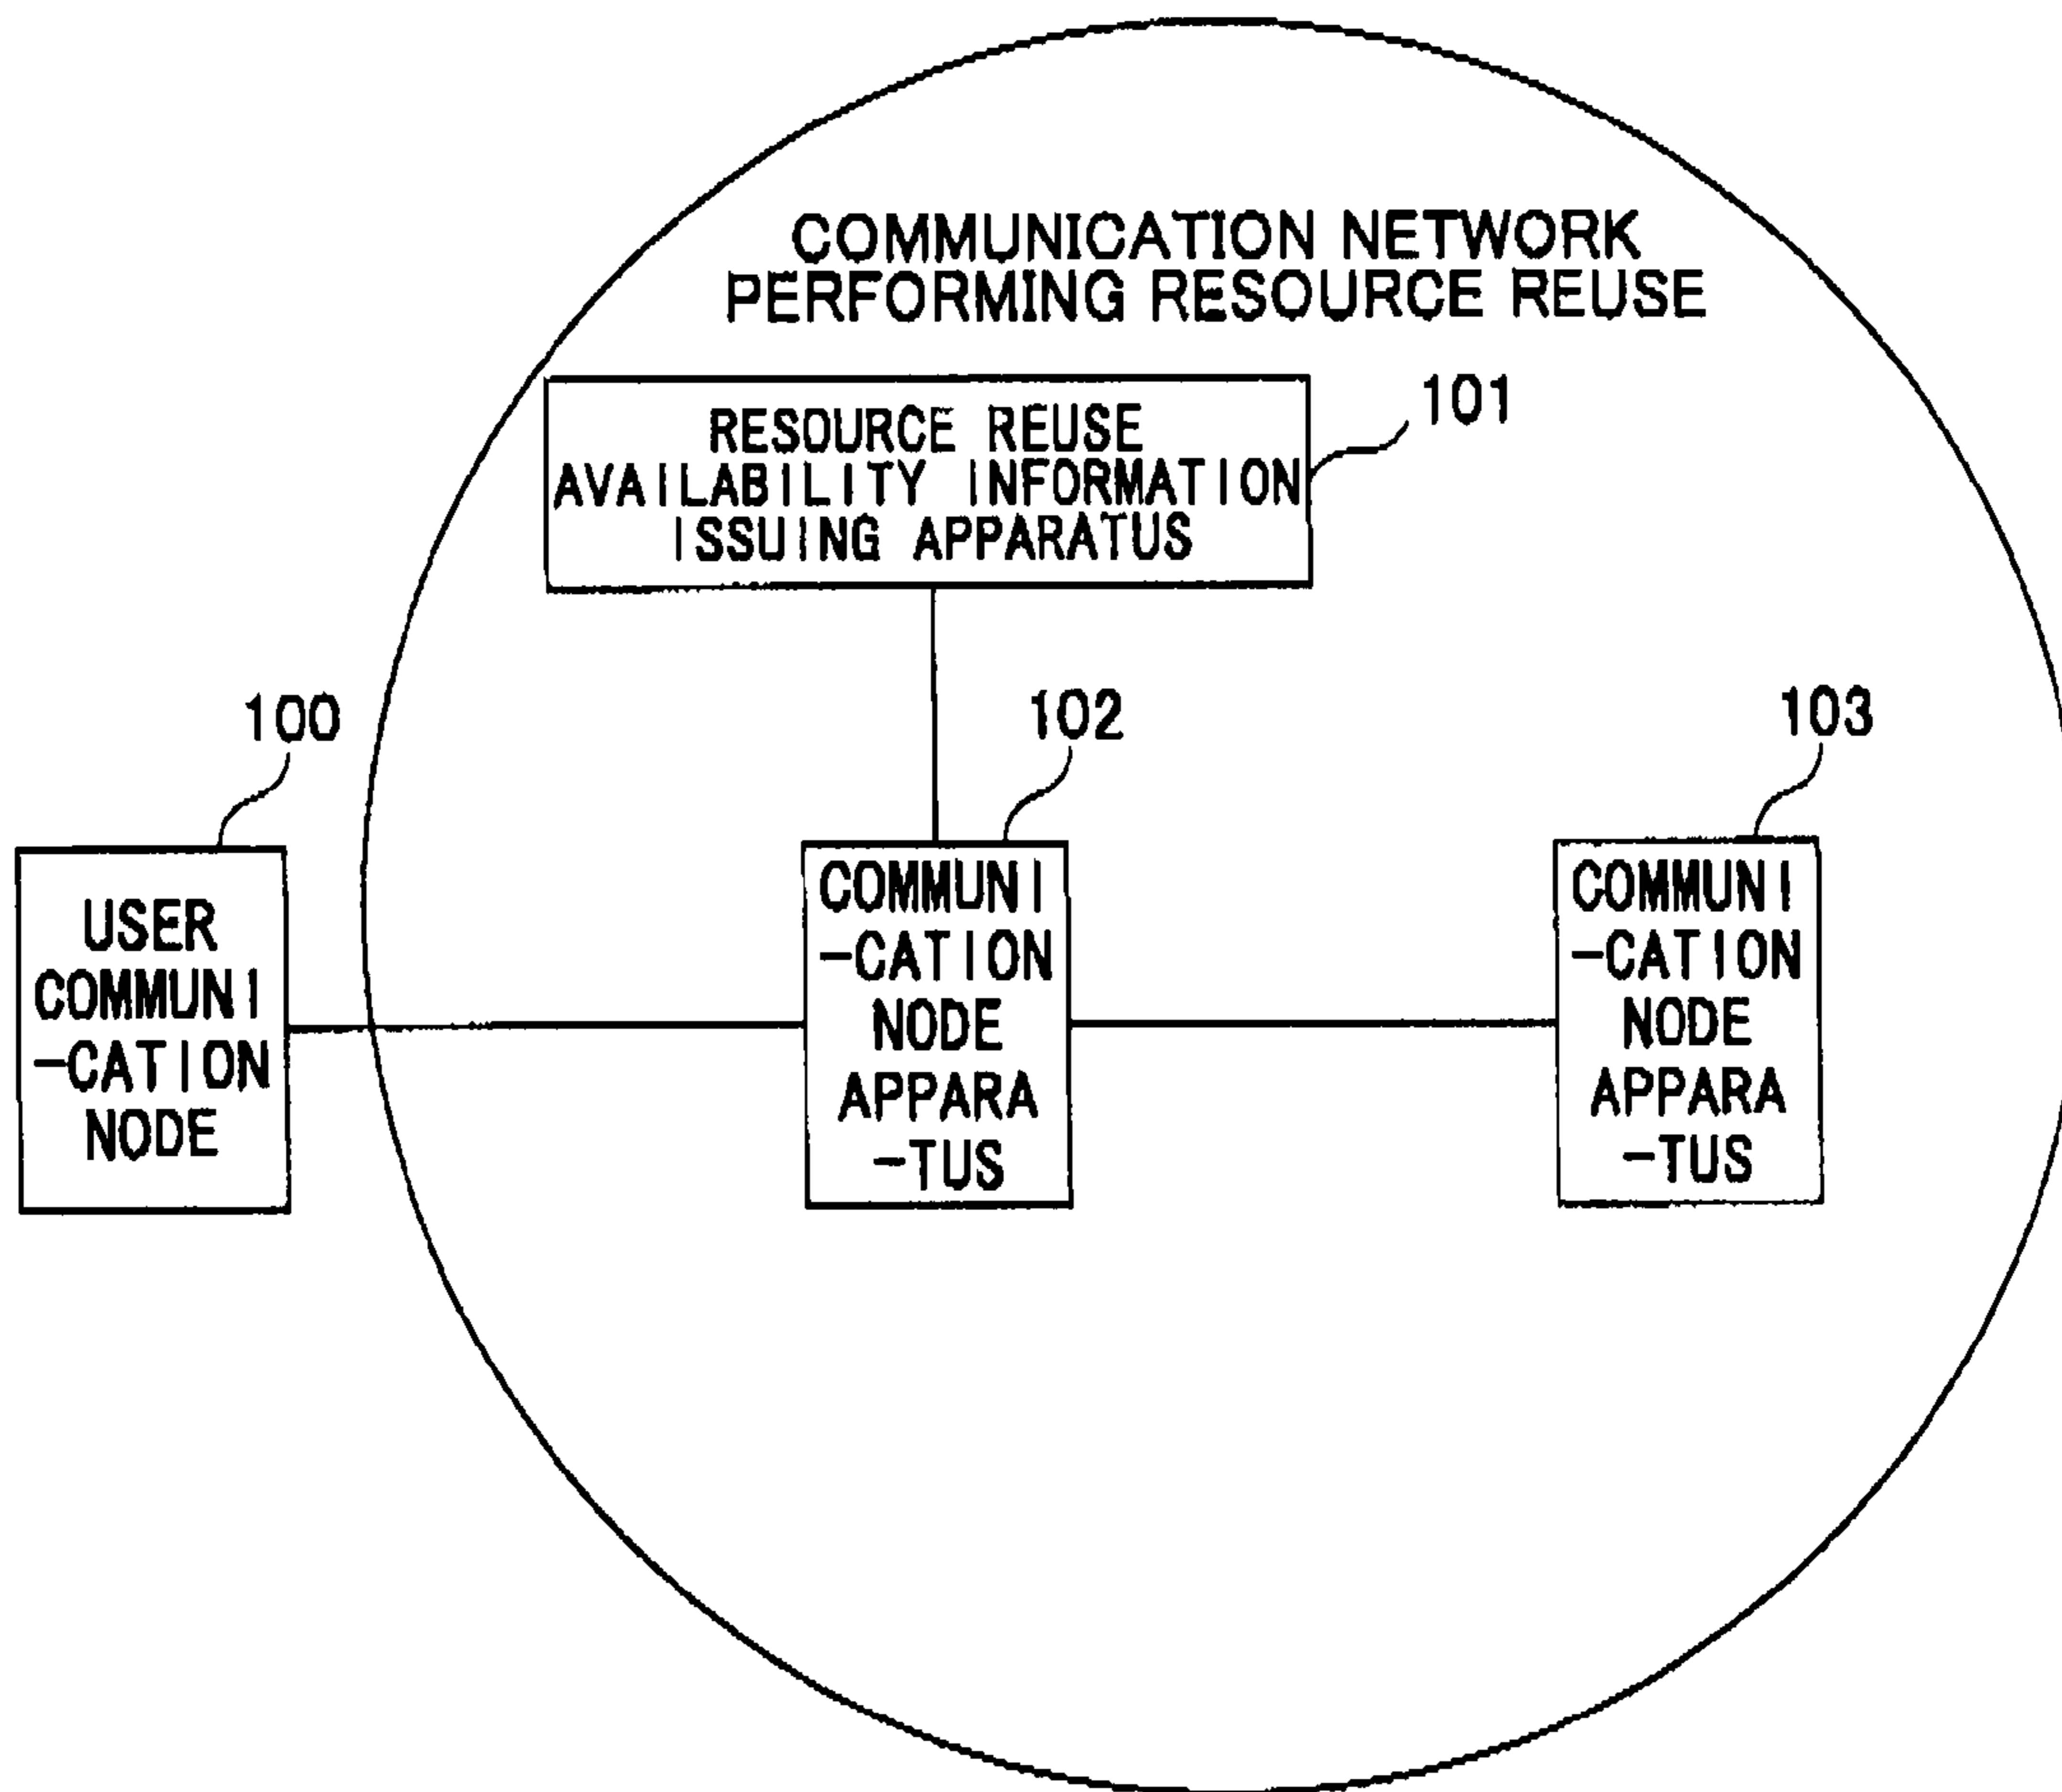 COMMUNICATION NETWORK
PERFORMING RESOURCE REUSE
101
RESOURCE REUSE
AVAILABILITY INFORMATION
ISSUING APPARATUS
100
102
103
USER
COMMUNI
-CATION
NODE
COMMUNI
-CATION
NODE
APPARA
-TUS
COMMUNI
-CATION
NODE
APPARA
-TUS